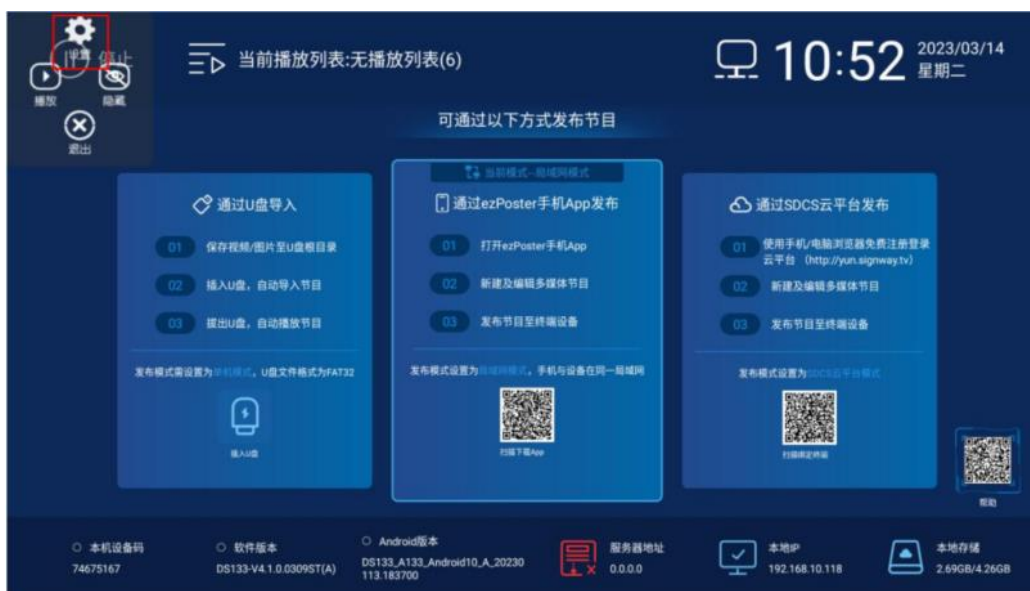 设置
停止
播放
隐藏
退出
当前播放列表:无播放列表(6)
10:52
2023/03/14
星期二
可通过以下方式发布节目
通过U盘导入
01 保存视频/图片至U盘根目录
02 插入U盘，自动导入节目
03 拔出U盘，自动播放节目
发布模式需设置为单机模式，U盘文件格式为FAT32
插入U盘
当前模式--局域网模式
通过ezPoster手机App发布
01 打开ezPoster手机App
02 新建及编辑多媒体节目
03 发布节目至终端设备
发布模式设置为局域网模式，手机与设备在同一局域网
扫描下载App
通过SDCS云平台发布
01 使用手机/电脑浏览器免费注册登录
云平台 （http://yun.signway.tv）
02 新建及编辑多媒体节目
03 发布节目至终端设备
发布模式设置为SDCS云平台模式
扫描绑定终端
帮助
本机设备码
74675167
软件版本
DS133-V4.1.0.0309ST(A)
Android版本
DS133_A133_Android10_A_20230
113.183700
服务器地址
0.0.0.0
本地IP
192.168.10.118
本地存储
2.69GB/4.26GB